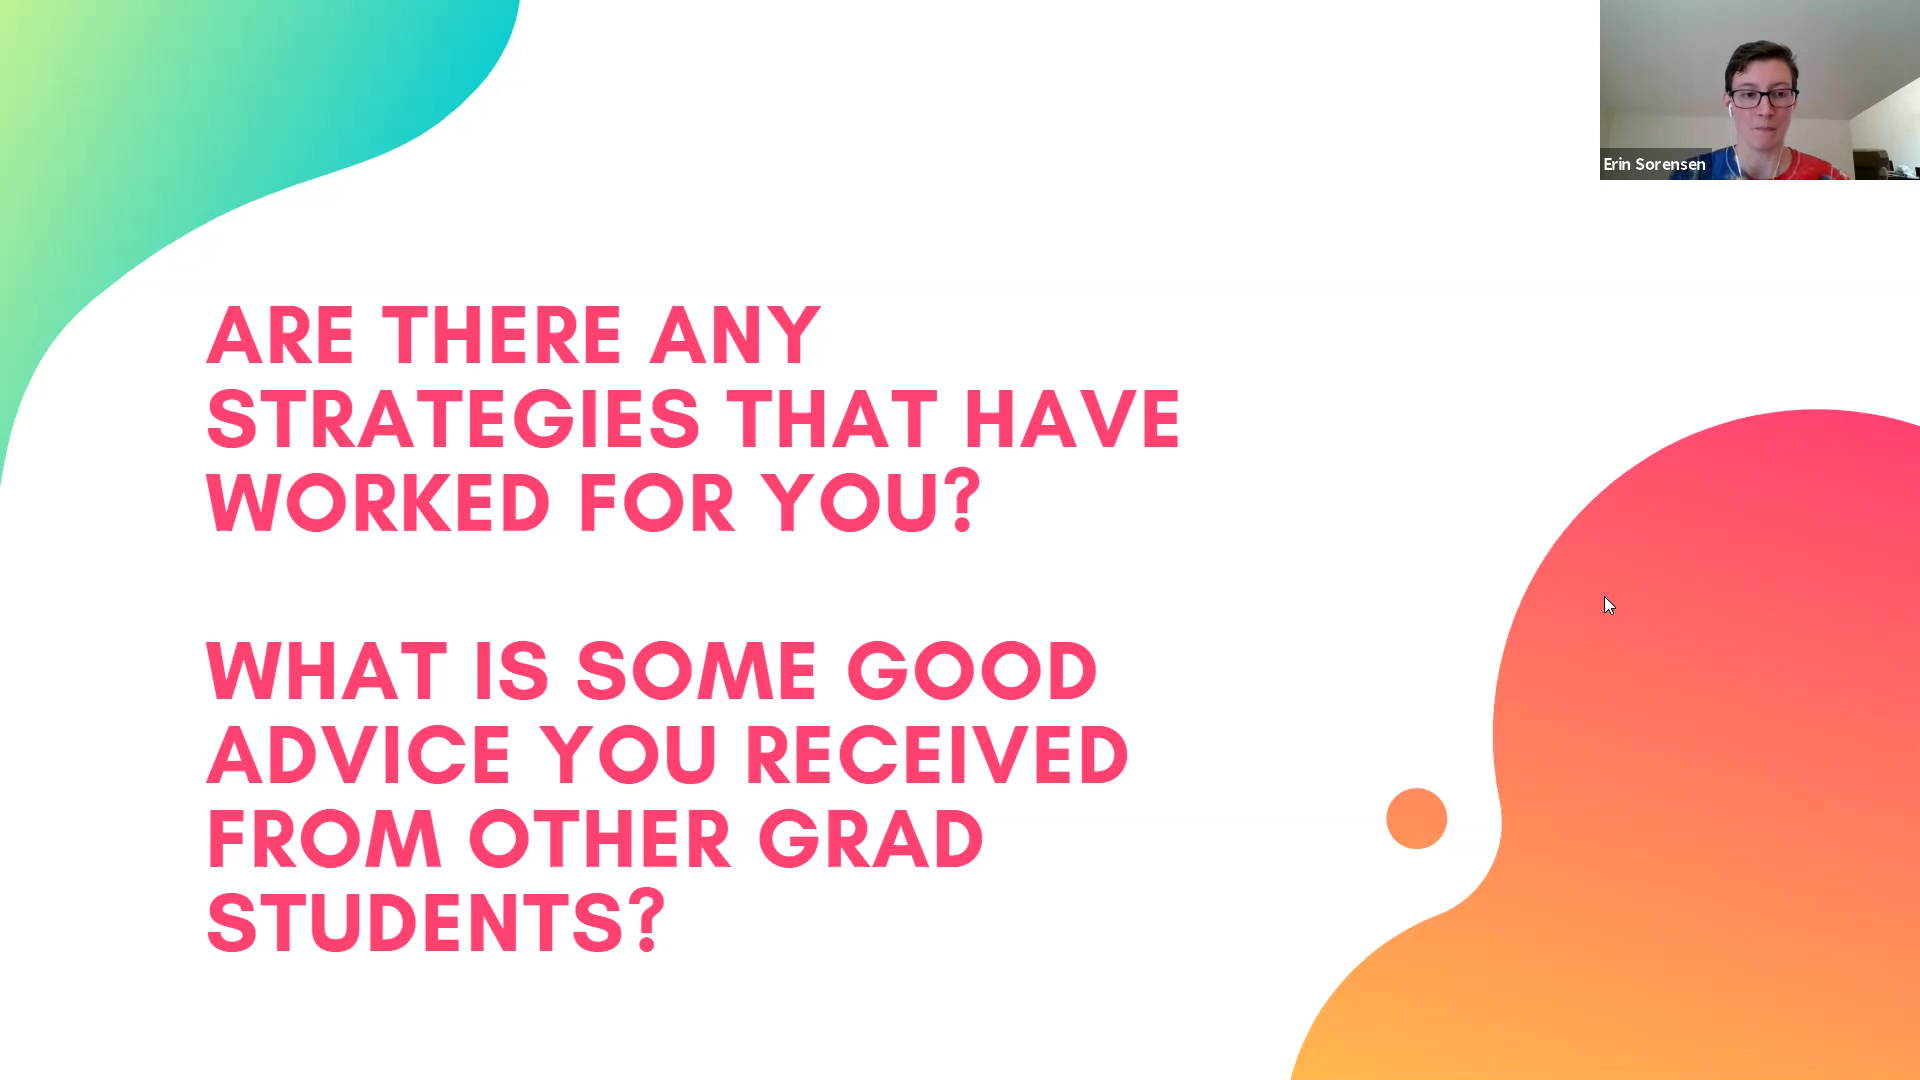 Erin Sorensen
ARE THERE ANY
STRATEGIES THAT HAVE
WORKED FOR YOU?
WHAT IS SOME GOOD
ADVICE YOU RECEIVED
FROM OTHER GRAD
STUDENTS?